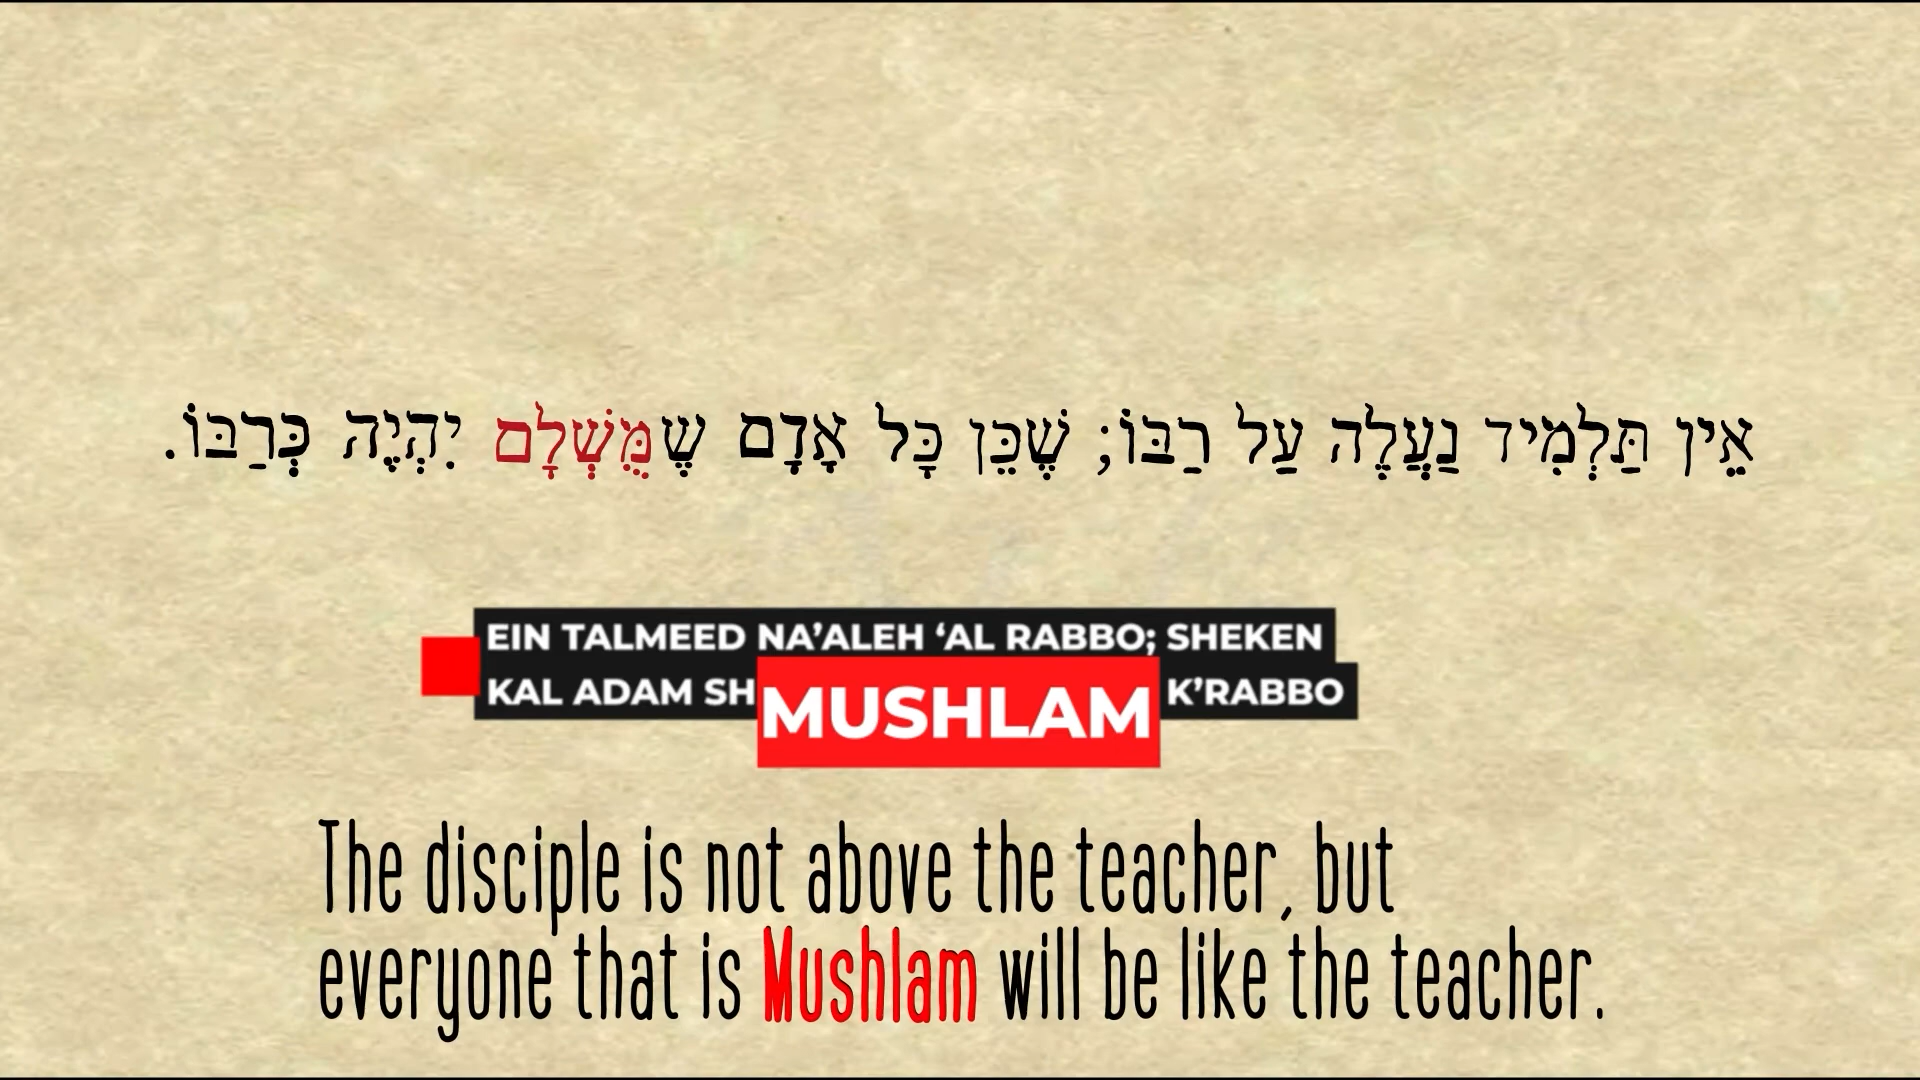 אֵין תַּלְמִיד נַעֲלֶה עַל רַבּוֹ; שֶׁכֵּן כָּל אָדָם שֶׁמֻּשְׁלָם יִהְיֶה כְּרַבּוֹ.
EIN TALMEED NA’ALEH ‘AL RABBO; SHEKEN
KAL ADAM SH MUSHLAM K’RABBO
The disciple is not above the teacher, but
everyone that is Mushlam will be like the teacher.